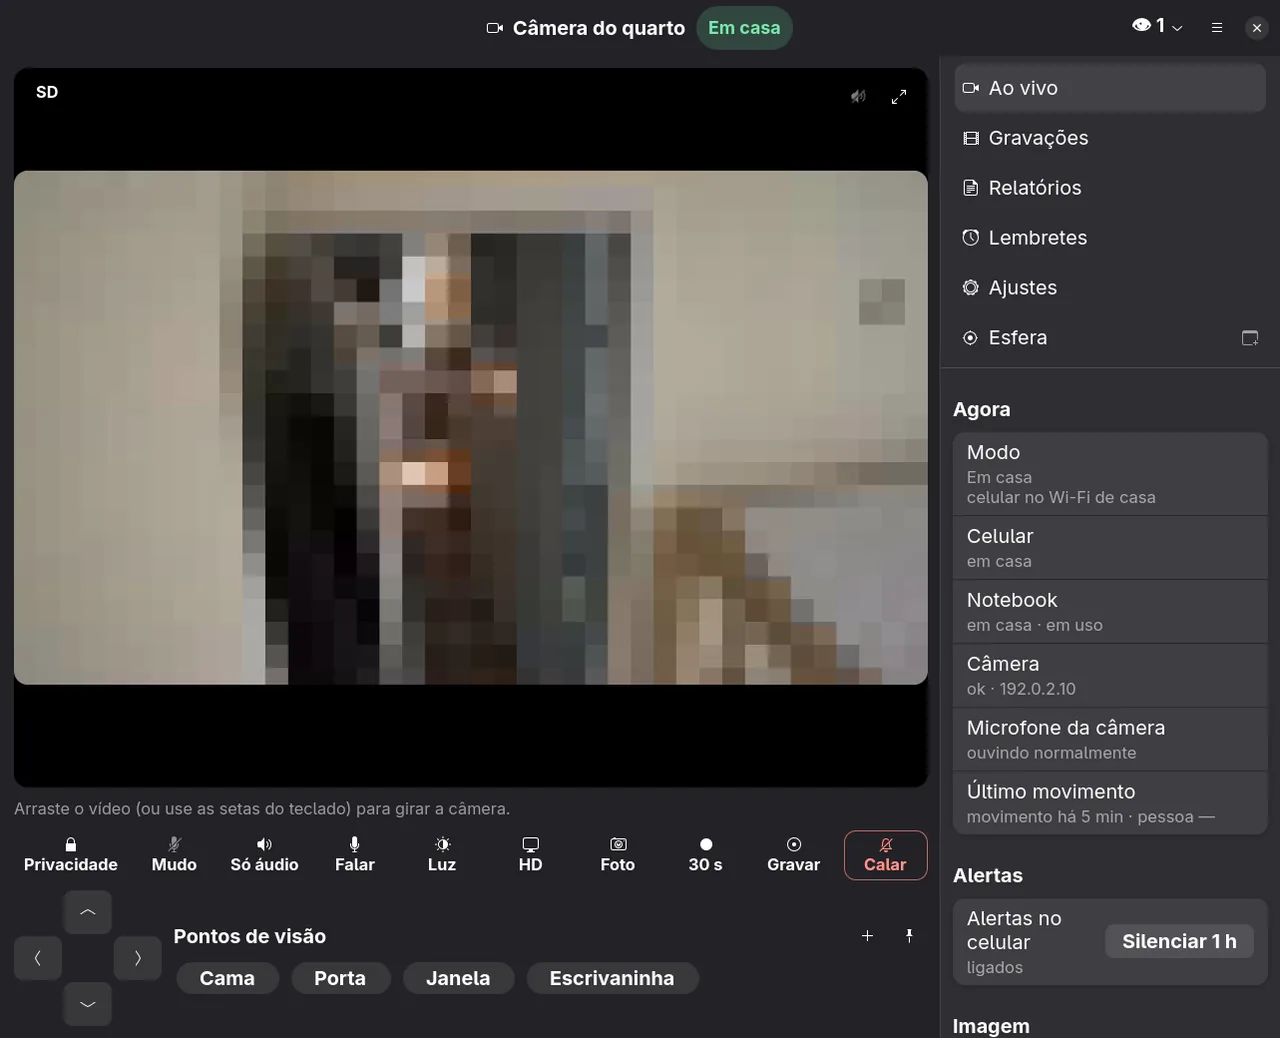 Câmera do quarto
Em casa
1
SD
Ao vivo
Gravações
Relatórios
Lembretes
Ajustes
Esfera
Agora
Modo
Em casa
celular no Wi-Fi de casa
Celular
em casa
Notebook
em casa · em uso
Câmera
ok · 192.0.2.10
Microfone da câmera
ouvindo normalmente
Último movimento
movimento há 5 min · pessoa —
Alertas
Alertas no
celular
ligados
Silenciar 1 h
Imagem
Arraste o vídeo (ou use as setas do teclado) para girar a câmera.
Privacidade
Mudo
Só áudio
Falar
Luz
HD
Foto
30 s
Gravar
Calar
Pontos de visão
Cama
Porta
Janela
Escrivaninha